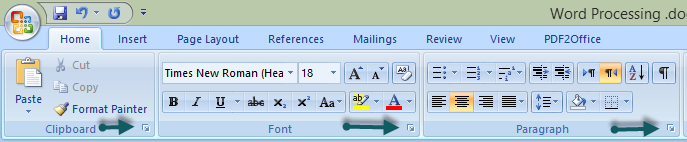 Word Processing .do
Home Insert Page Layout References Mailings Review View PDF2Office
Cut
Copy
Format Painter
Paste
Times New Roman (Hea 18
B I U abc X₂ X² Aa
Clipboard Font Paragraph